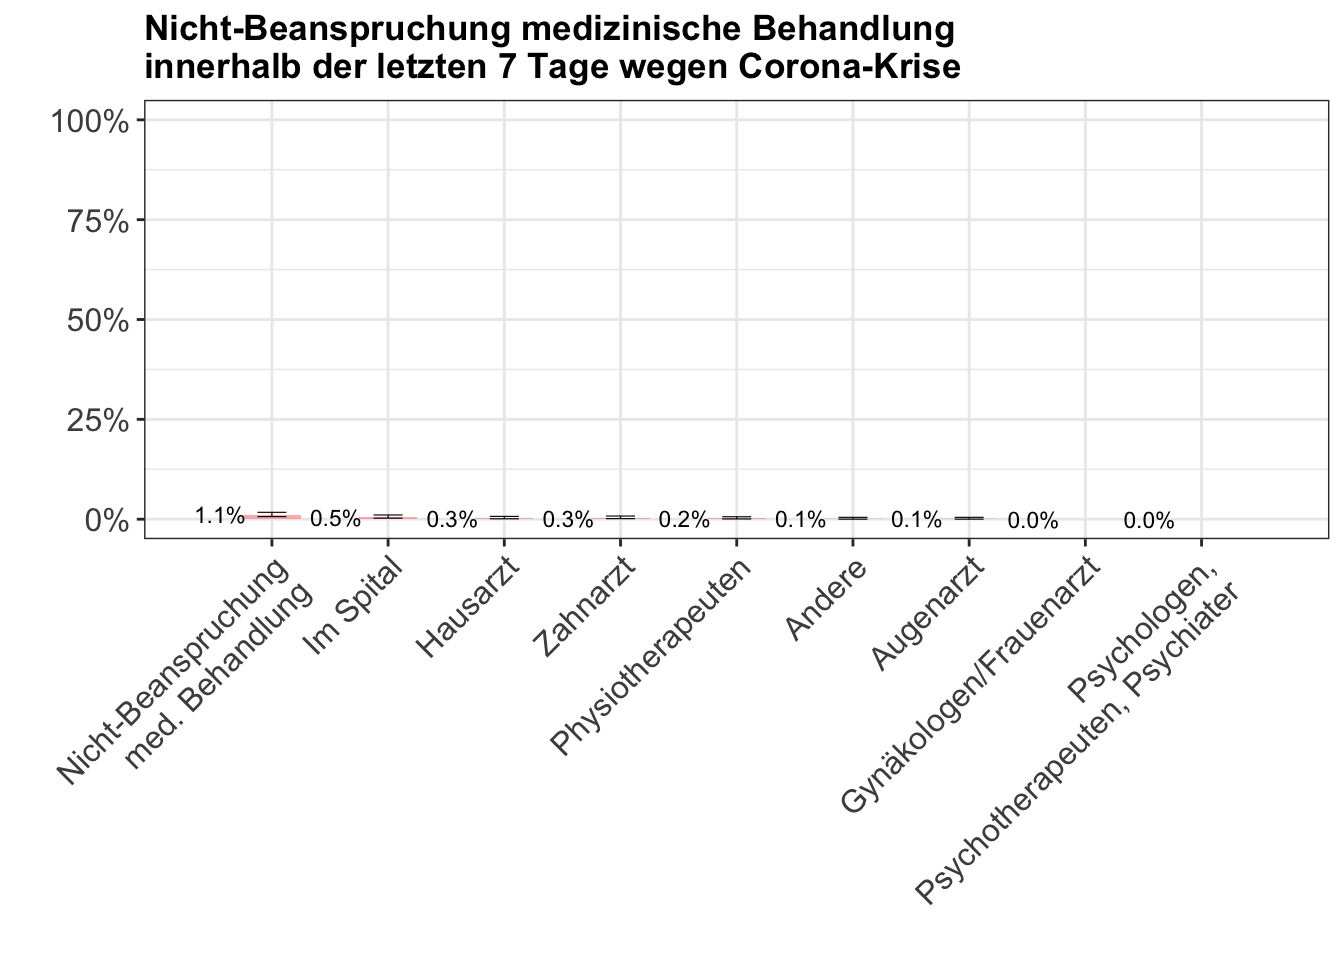 Nicht-Beanspruchung medizinische Behandlung
innerhalb der letzten 7 Tage wegen Corona-Krise
100%
75%
50%
25%
0%
1.1%
0.5%
0.3%
0.3%
0.2%
0.1%
0.1%
0.0%
0.0%
Nicht-Beanspruchung
med. Behandlung
Im Spital
Hausarzt
Zahnarzt
Physiotherapeuten
Andere
Augenarzt
Gynäkologen/Frauenarzt
Psychologen,
Psychotherapeuten, Psychiater